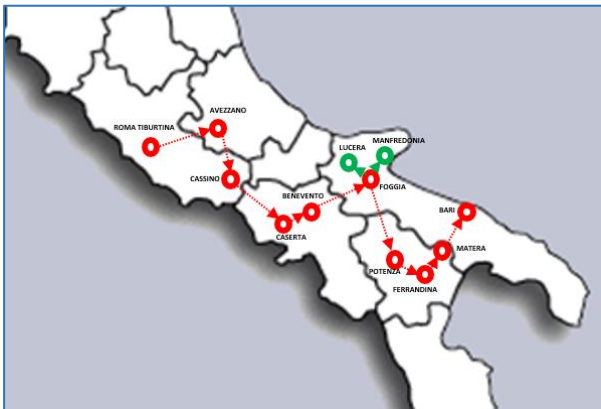 AVEZZANO
ROMA TIBURTINA
CASSINO
LUCERA
MANFREDONIA
BENEVENTO
FOGGIA
CASERTA
BARI
MATERA
POTENZA
FERRANDINA